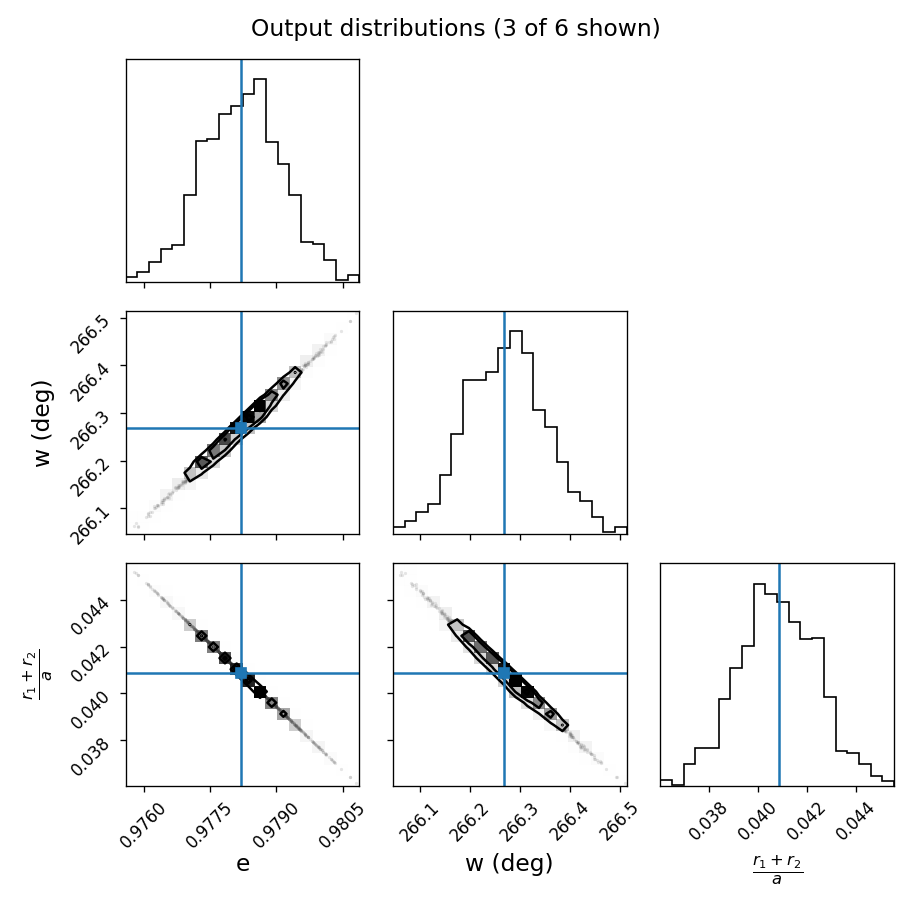 Output distributions (3 of 6 shown)
w (deg)
266.5
266.4
266.3
266.2
266.1
r₁ + r₂
a
0.044
0.042
0.040
0.038
0.9760 0.9775 0.9790 0.9805
e
266.1 266.2 266.3 266.4 266.5
w (deg)
0.038 0.040 0.042 0.044
r₁ + r₂
a